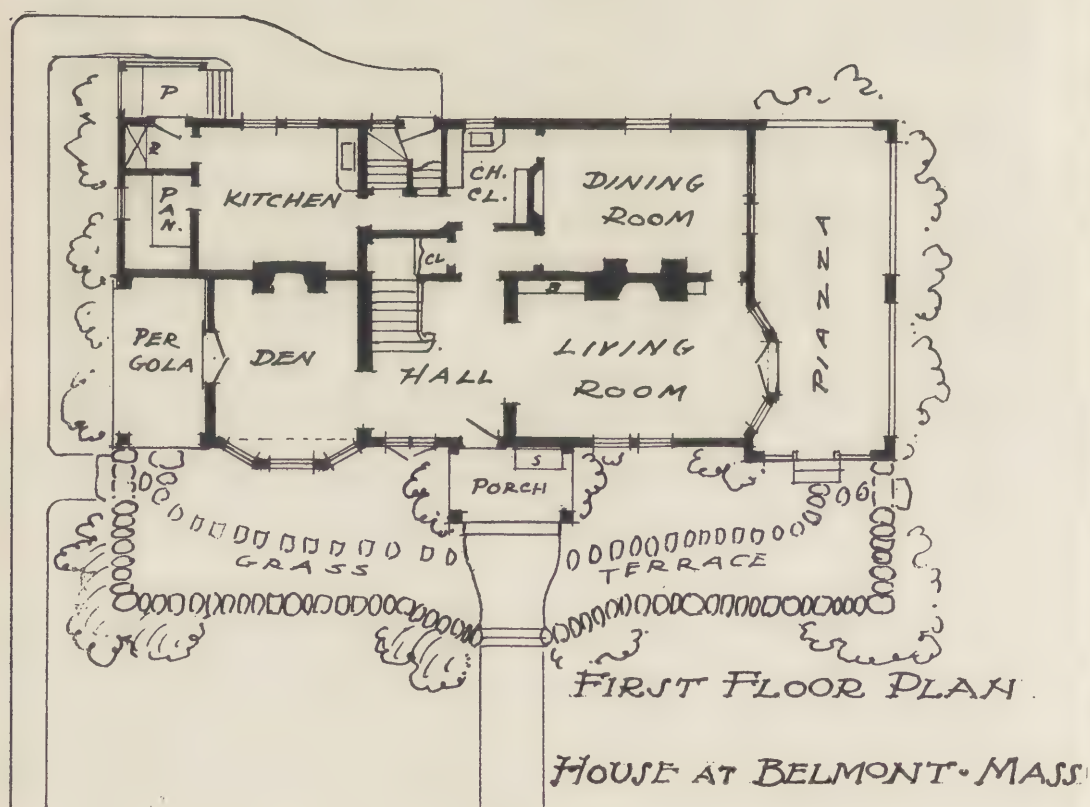 P
R
PAN.
KITCHEN
CH.
CL.
DINING
ROOM
PIAZZA
CL
PER
GOLA
DEN
HALL
B
LIVING
ROOM
S
PORCH
GRASS
TERRACE
FIRST FLOOR PLAN
HOUSE AT BELMONT - MASS